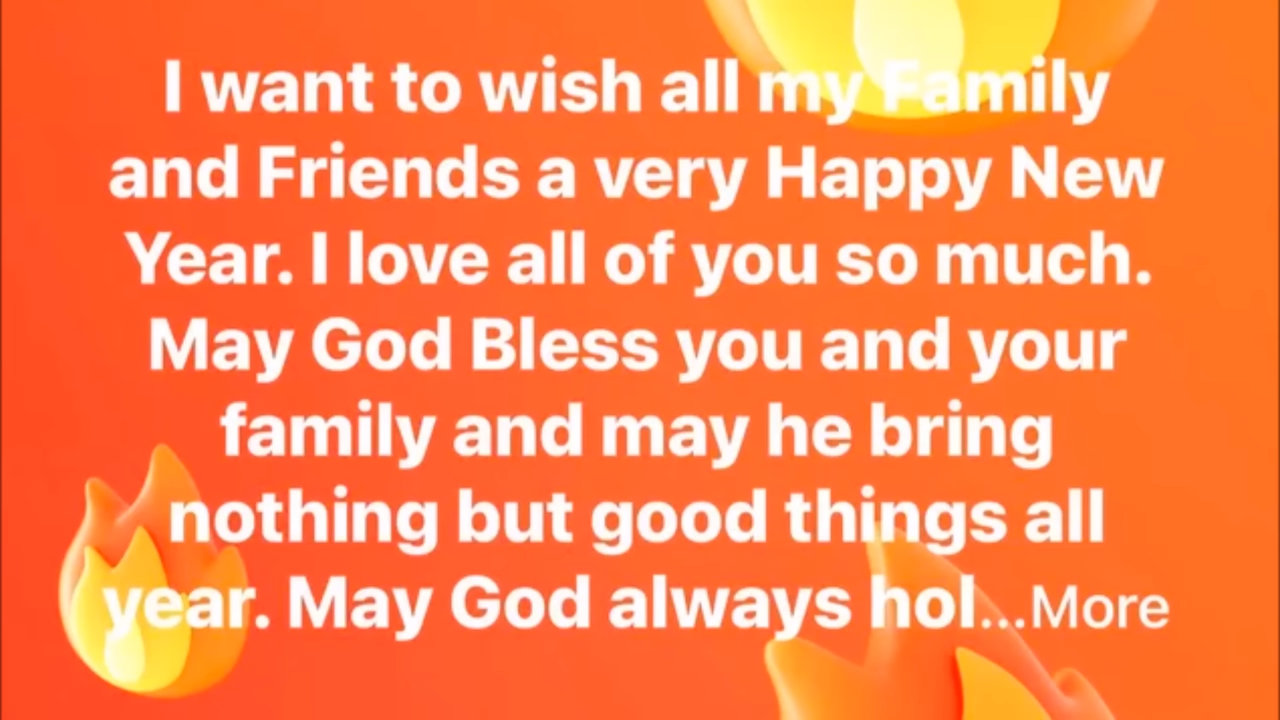 I want to wish all my Family
and Friends a very Happy New
Year. I love all of you so much.
May God Bless you and your
family and may he bring
nothing but good things all
year. May God always hol...More